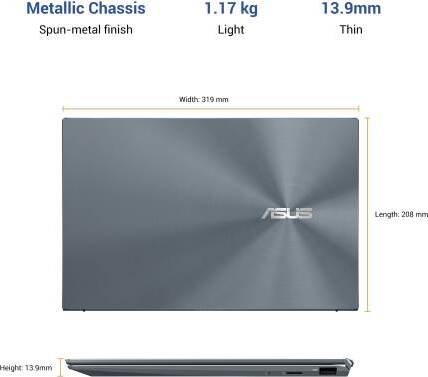 Metallic Chassis 1.17 kg 13.9mm
Spun-metal finish Light Thin
Width: 319 mm
ASUS
Length: 208 mm
Height: 13.9mm